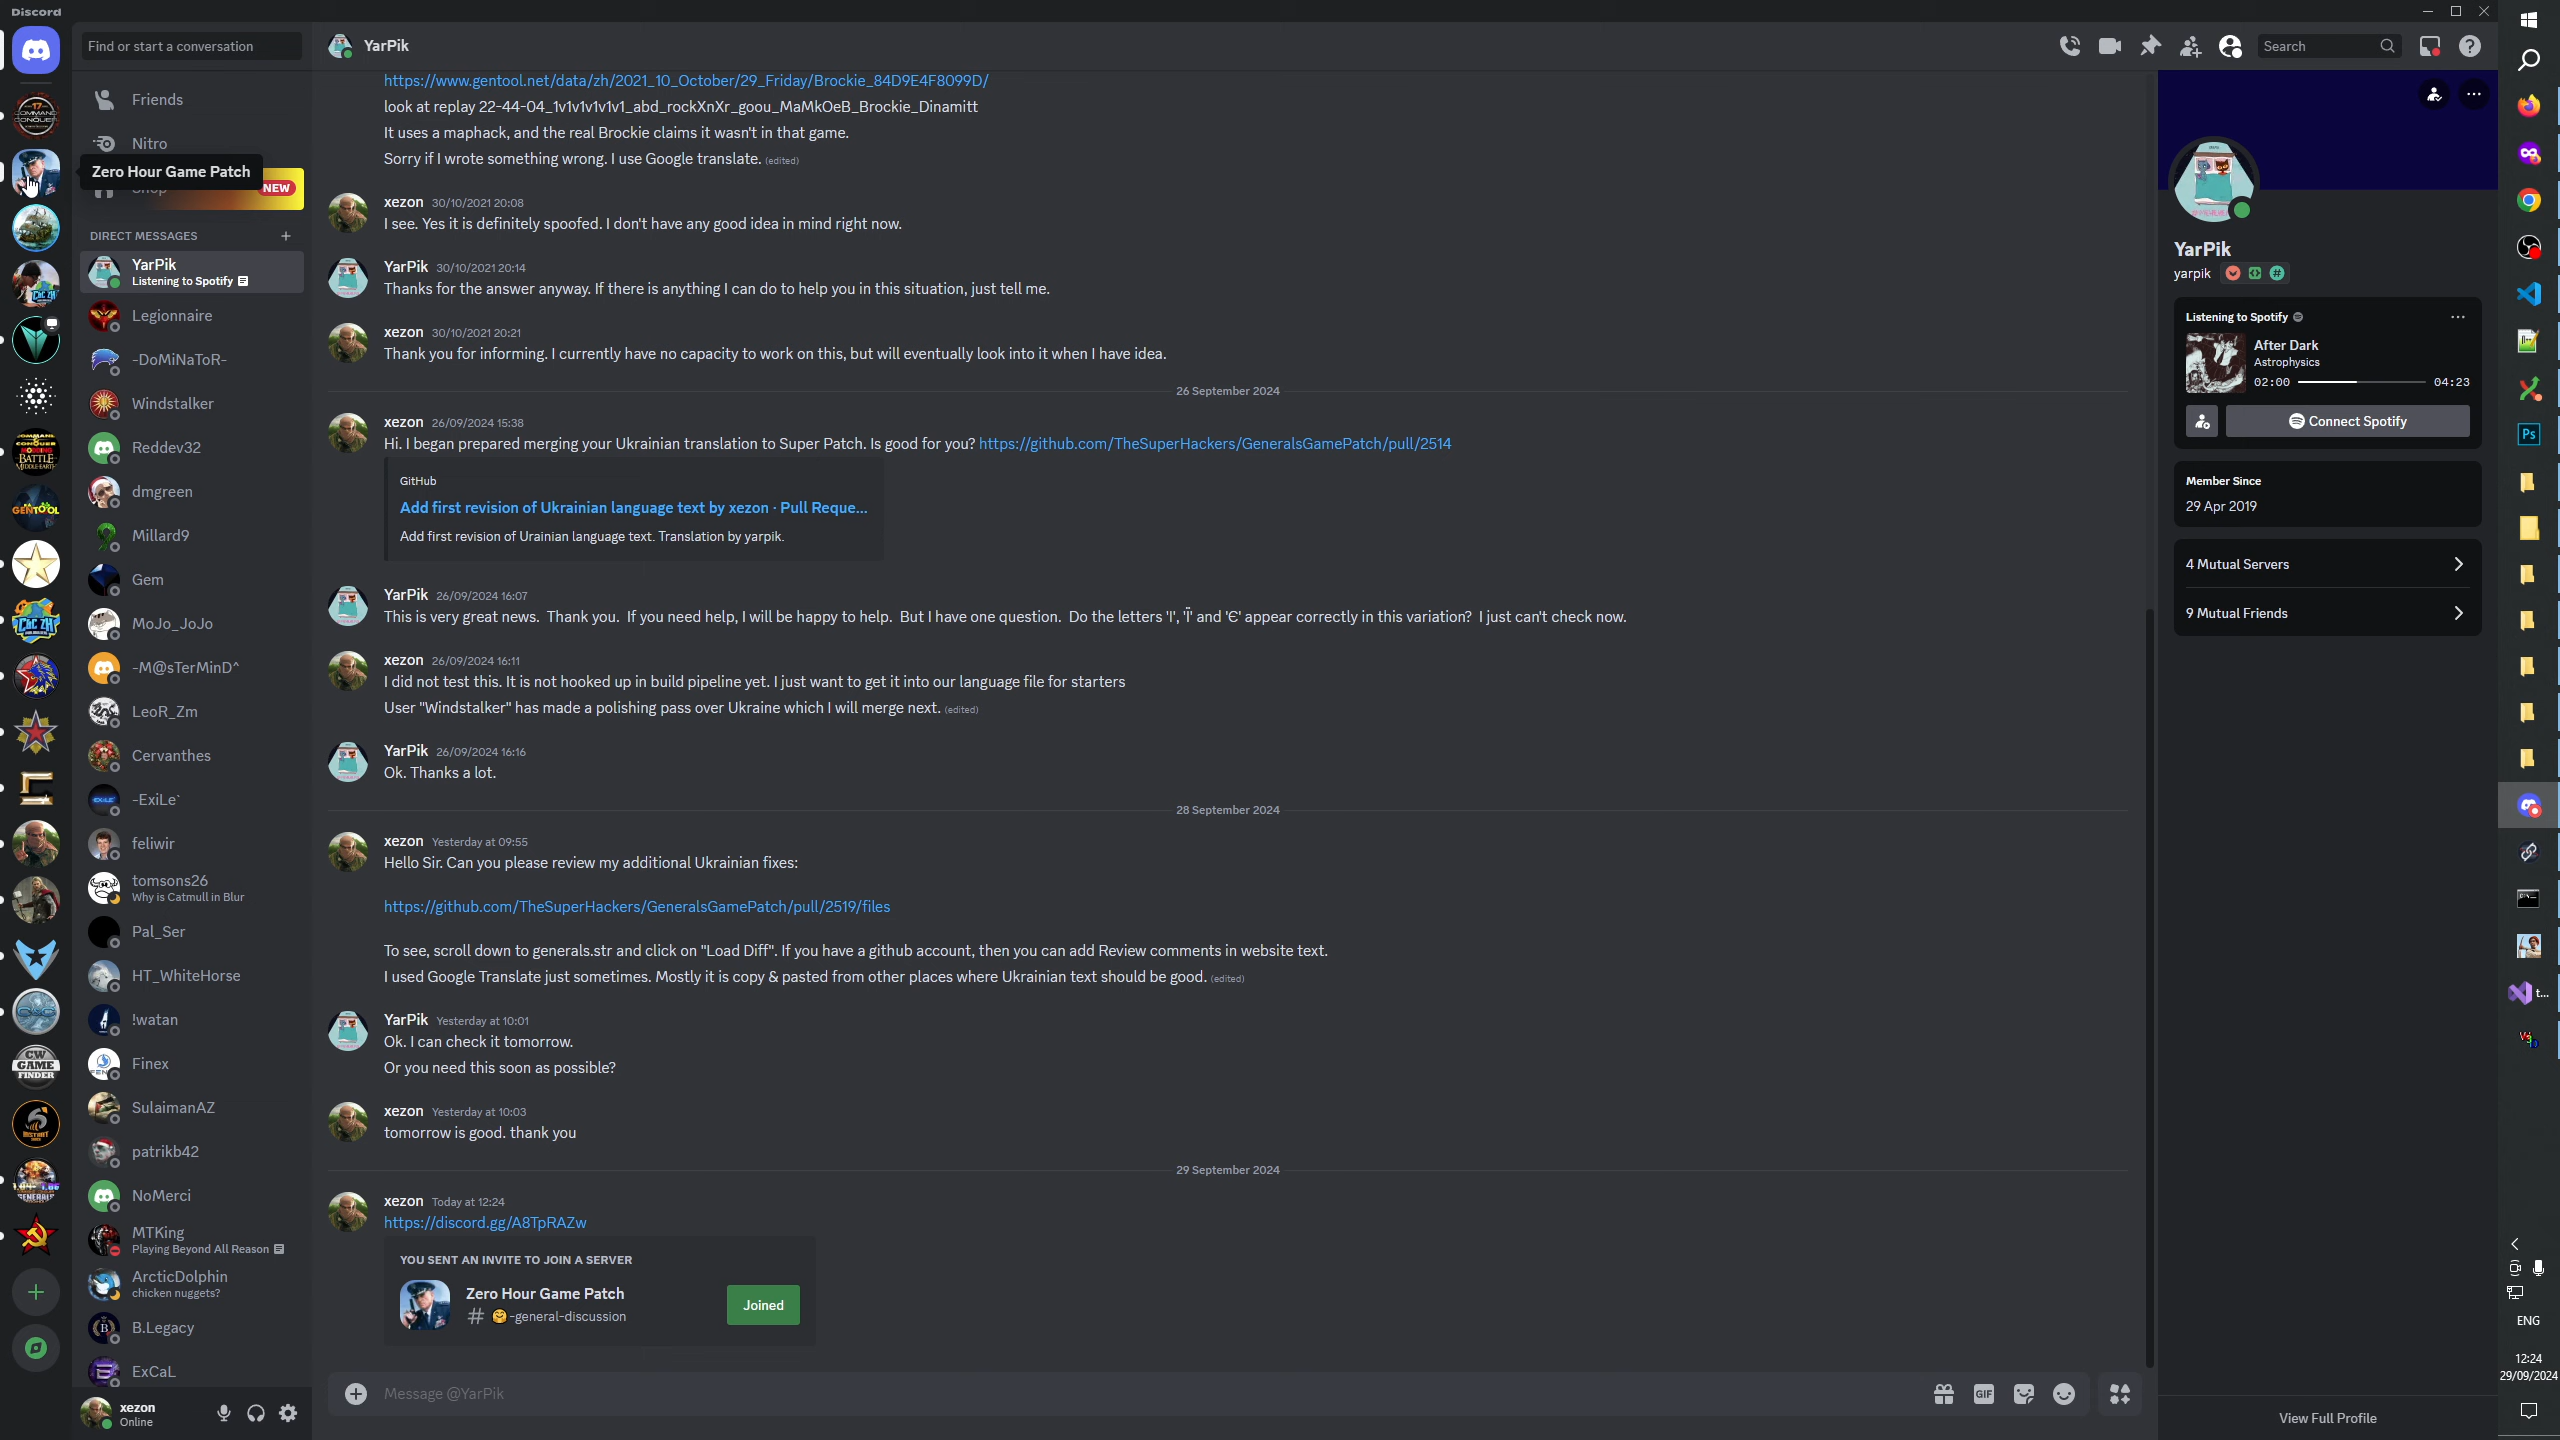 Discord
Find or start a conversation
Friends
Nitro
Zero Hour Game Patch
Shop
NEW
DIRECT MESSAGES
YarPik
Listening to Spotify
Legionnaire
-DoMiNaToR-
Windstalker
Reddev32
dmgreen
Millard9
Gem
MoJo_JoJo
-M@sTerMinD^
LeoR_Zm
Cervanthes
-ExiLe`
feliwir
tomsons26
Why is Catmull in Blur
Pal_Ser
HT_WhiteHorse
!watan
Finex
SulaimanAZ
patrikb42
NoMerci
MTKing
Playing Beyond All Reason
ArcticDolphin
chicken nuggets?
B.Legacy
ExCaL
xezon
Online
YarPik
Search
https://www.gentool.net/data/zh/2021_10_October/29_Friday/Brockie_84D9E4F8099D/
look at replay 22-44-04_1v1v1v1v1v1_abd_rockXnXr_goou_MaMkOeB_Brockie_Dinamitt
It uses a maphack, and the real Brockie claims it wasn't in that game.
Sorry if I wrote something wrong. I use Google translate. (edited)
xezon 30/10/2021 20:08
I see. Yes it is definitely spoofed. I don't have any good idea in mind right now.
YarPik 30/10/2021 20:14
Thanks for the answer anyway. If there is anything I can do to help you in this situation, just tell me.
xezon 30/10/2021 20:21
Thank you for informing. I currently have no capacity to work on this, but will eventually look into it when I have idea.
26 September 2024
xezon 26/09/2024 15:38
Hi. I began prepared merging your Ukrainian translation to Super Patch. Is good for you? https://github.com/TheSuperHackers/GeneralsGamePatch/pull/2514
GitHub
Add first revision of Ukrainian language text by xezon · Pull Reque...
Add first revision of Urainian language text. Translation by yarpik.
YarPik 26/09/2024 16:07
This is very great news. Thank you. If you need help, I will be happy to help. But I have one question. Do the letters 'І', 'Ї' and 'Є' appear correctly in this variation? I just can't check now.
xezon 26/09/2024 16:11
I did not test this. It is not hooked up in build pipeline yet. I just want to get it into our language file for starters
User "Windstalker" has made a polishing pass over Ukraine which I will merge next. (edited)
YarPik 26/09/2024 16:16
Ok. Thanks a lot.
28 September 2024
xezon Yesterday at 09:55
Hello Sir. Can you please review my additional Ukrainian fixes:
https://github.com/TheSuperHackers/GeneralsGamePatch/pull/2519/files
To see, scroll down to generals.str and click on "Load Diff". If you have a github account, then you can add Review comments in website text.
I used Google Translate just sometimes. Mostly it is copy & pasted from other places where Ukrainian text should be good. (edited)
YarPik Yesterday at 10:01
Ok. I can check it tomorrow.
Or you need this soon as possible?
xezon Yesterday at 10:03
tomorrow is good. thank you
29 September 2024
xezon Today at 12:24
https://discord.gg/A8TpRAZw
YOU SENT AN INVITE TO JOIN A SERVER
Zero Hour Game Patch
-general-discussion
Joined
Message @YarPik
GIF
YarPik
yarpik
Listening to Spotify
After Dark
Astrophysics
02:00
04:23
Connect Spotify
Member Since
29 Apr 2019
4 Mutual Servers
9 Mutual Friends
View Full Profile
Ps
t...
ENG
12:24
29/09/2024